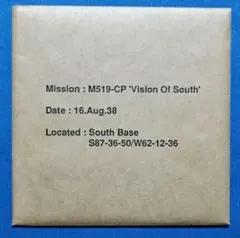 Mission : M519-CP 'Vision Of South'
Date : 16.Aug.38
Located : South Base
S87-36-50/W62-12-36